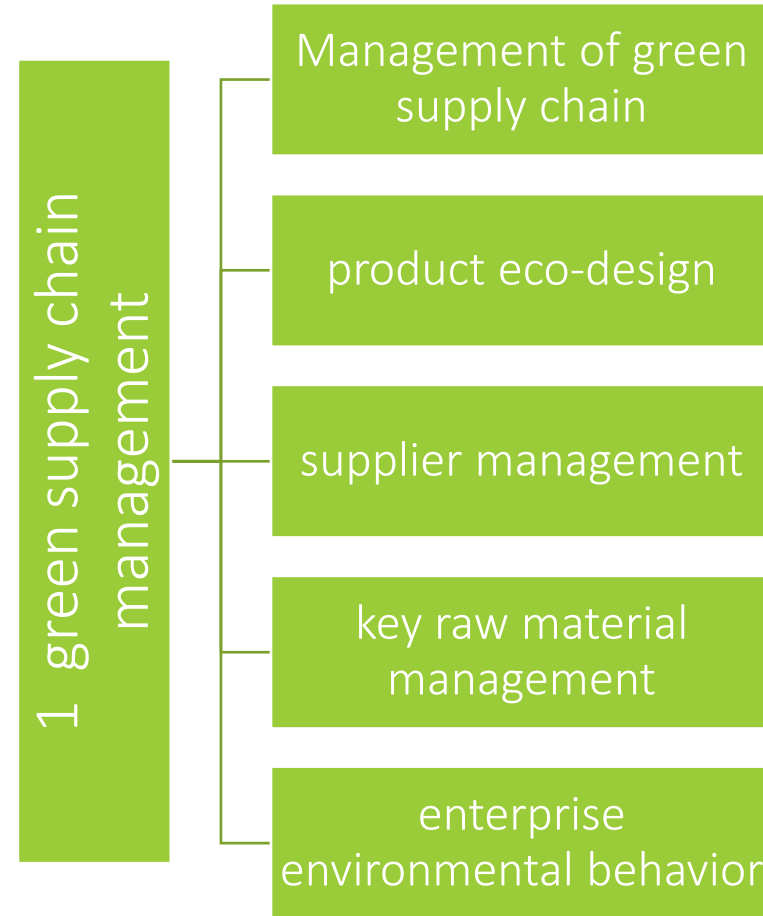 1 green supply chain
management
Management of green
supply chain
product eco-design
supplier management
key raw material
management
enterprise
environmental behavior